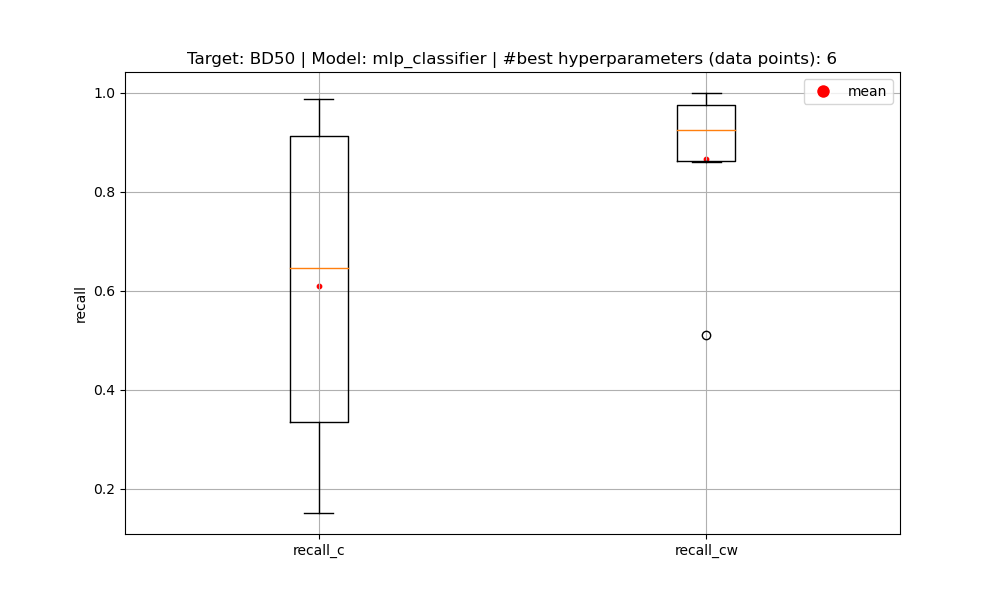 Target: BD50 | Model: mlp_classifier | #best hyperparameters (data points): 6
mean
1.0
0.8
0.6
0.4
0.2
recall
recall_c
recall_cw